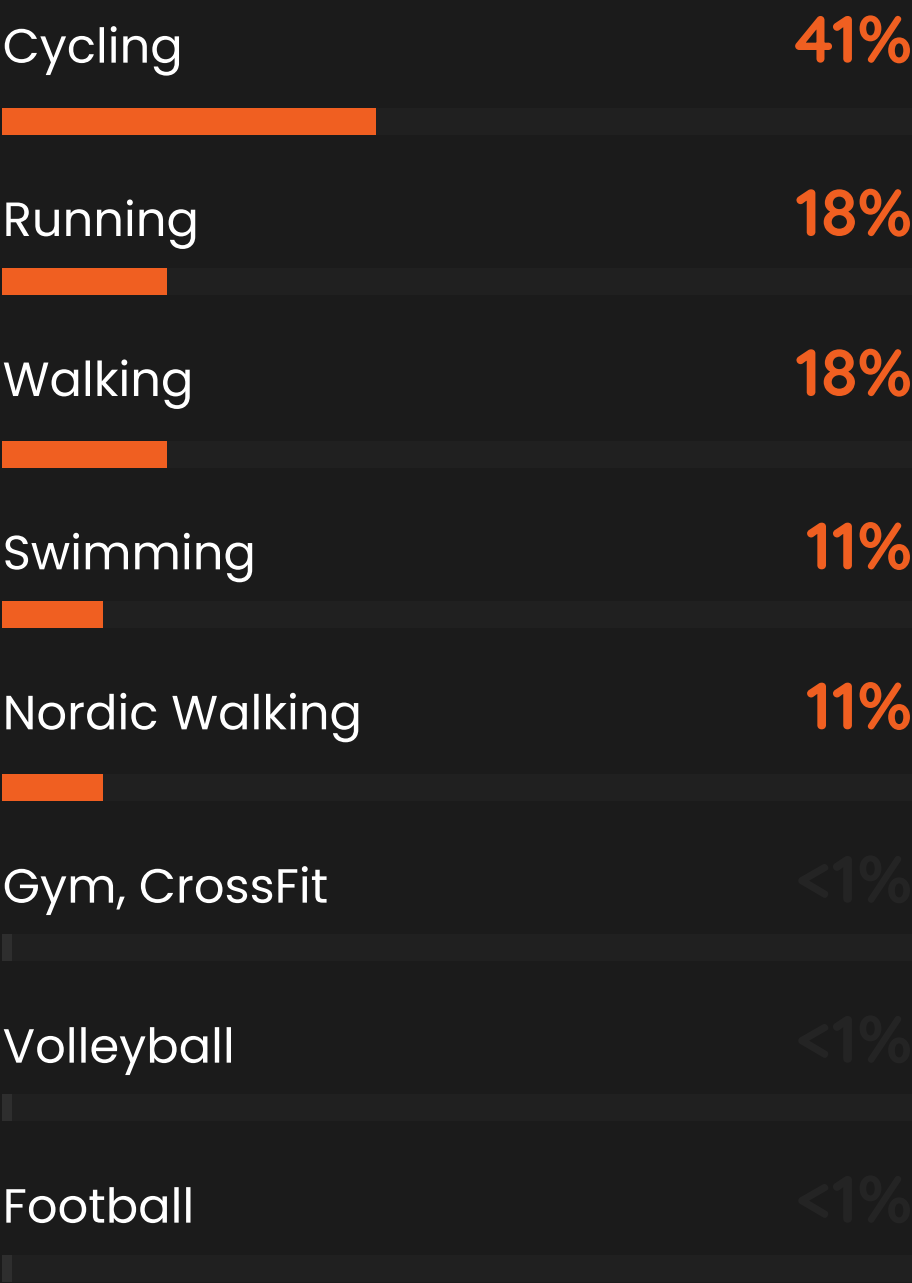 Cycling 41%
Running 18%
Walking 18%
Swimming 11%
Nordic Walking 11%
Gym, CrossFit <1%
Volleyball <1%
Football <1%